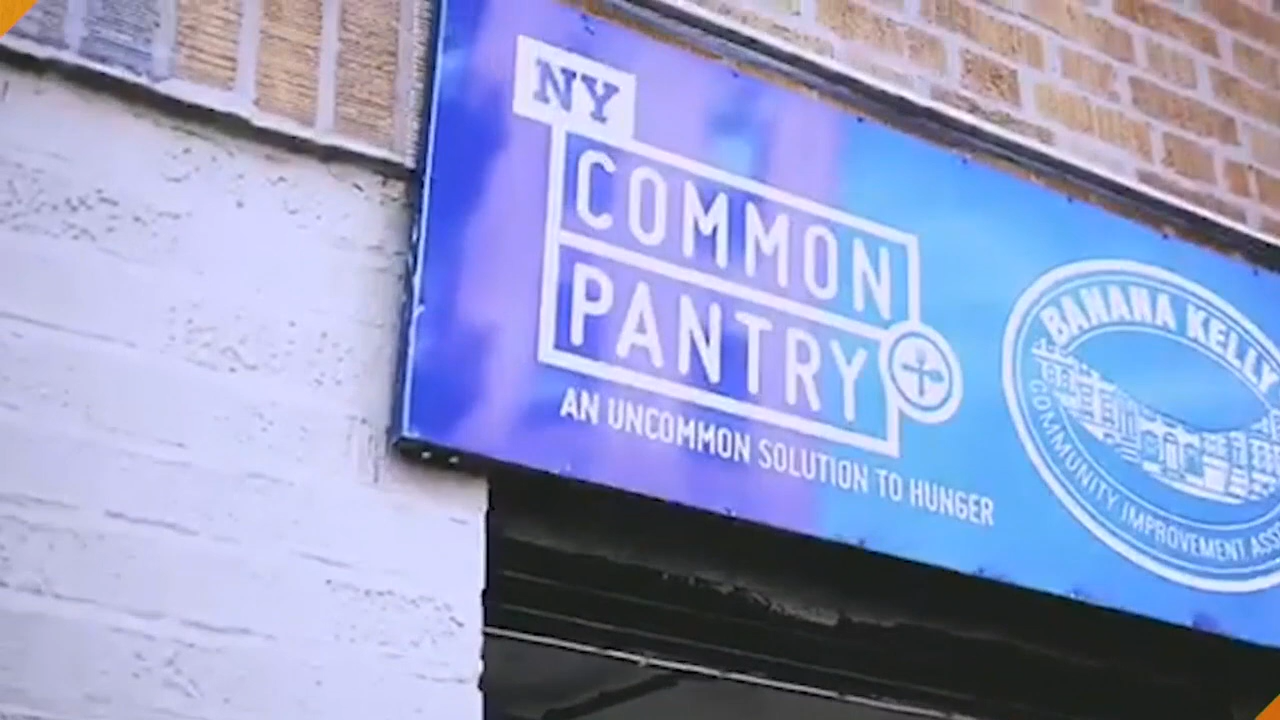 NY
COMMON
PANTRY
AN UNCOMMON SOLUTION TO HUNGER
BANANA KELLY
COMMUNITY IMPROVEMENT